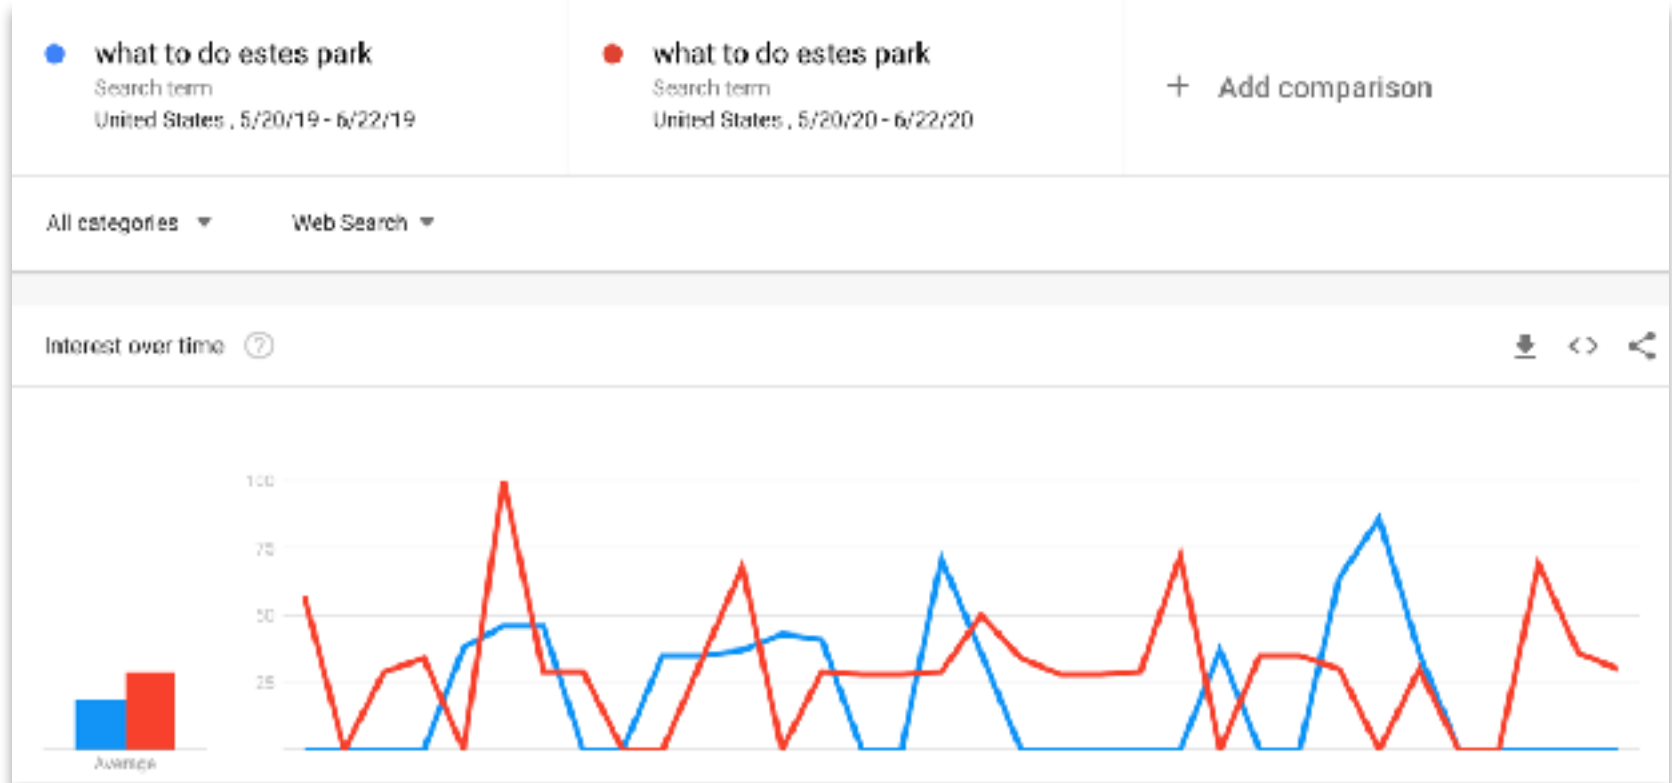 what to do estes park
Search term
United States , 5/20/19 - 6/22/19
what to do estes park
Search term
United States , 5/20/20 - 6/22/20
+ Add comparison
All categories
Web Search
Interest over time ?
100
75
50
25
Average